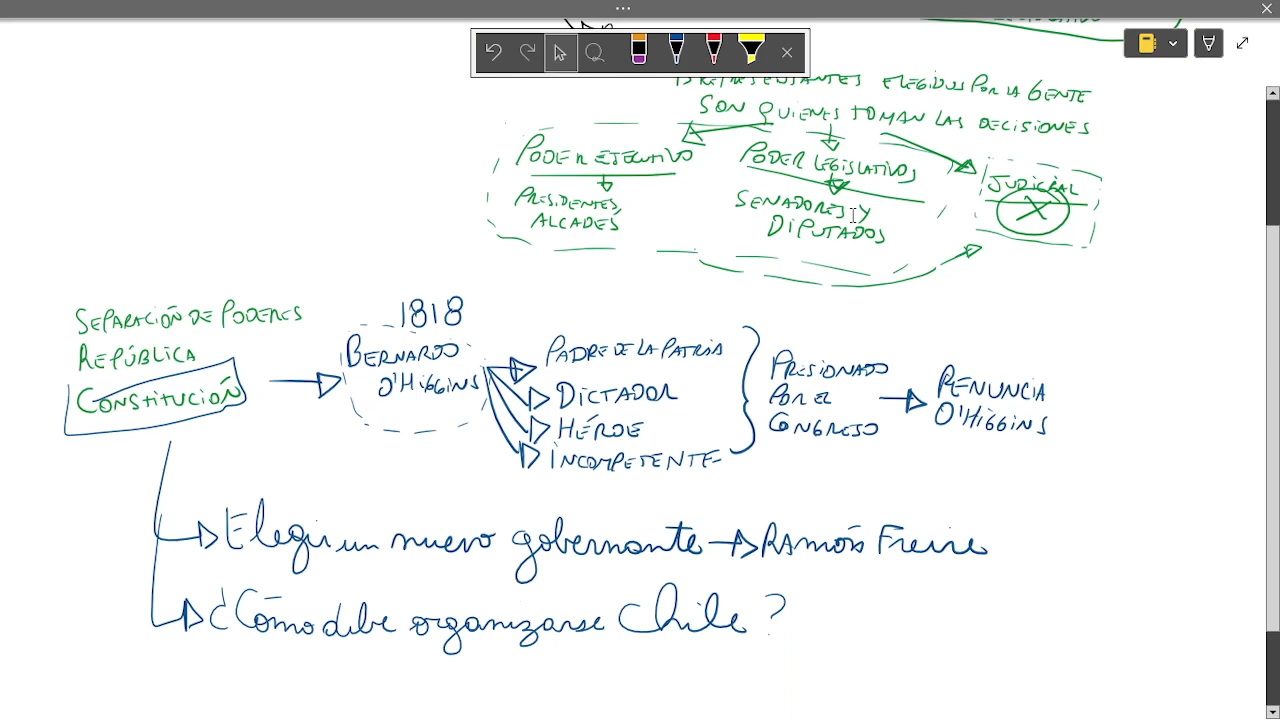 REPRESENTANTES ELEGIDOS POR LA GENTE
SON QUIENES TOMAN LAS DECISIONES
PODER EJECUTIVO
PRESIDENTES,
ALCADES
PODER LEGISLATIVOS
SENADORES Y
DIPUTADOS
JUDICIAL
X
SEPARACIÓN DE PODERES
REPÚBLICA
CONSTITUCIÓN
1818
BERNARDO
O'HIGGINS
PADRE DE LA PATRIA
DICTADOR
HÉROE
INCOMPETENTE
PRESIONADO
POR EL
CONGRESO
RENUNCIA
O'HIGGINS
Elegir un nuevo gobernante → RAMÓN Freire
¿Cómo debe organizarse Chile?